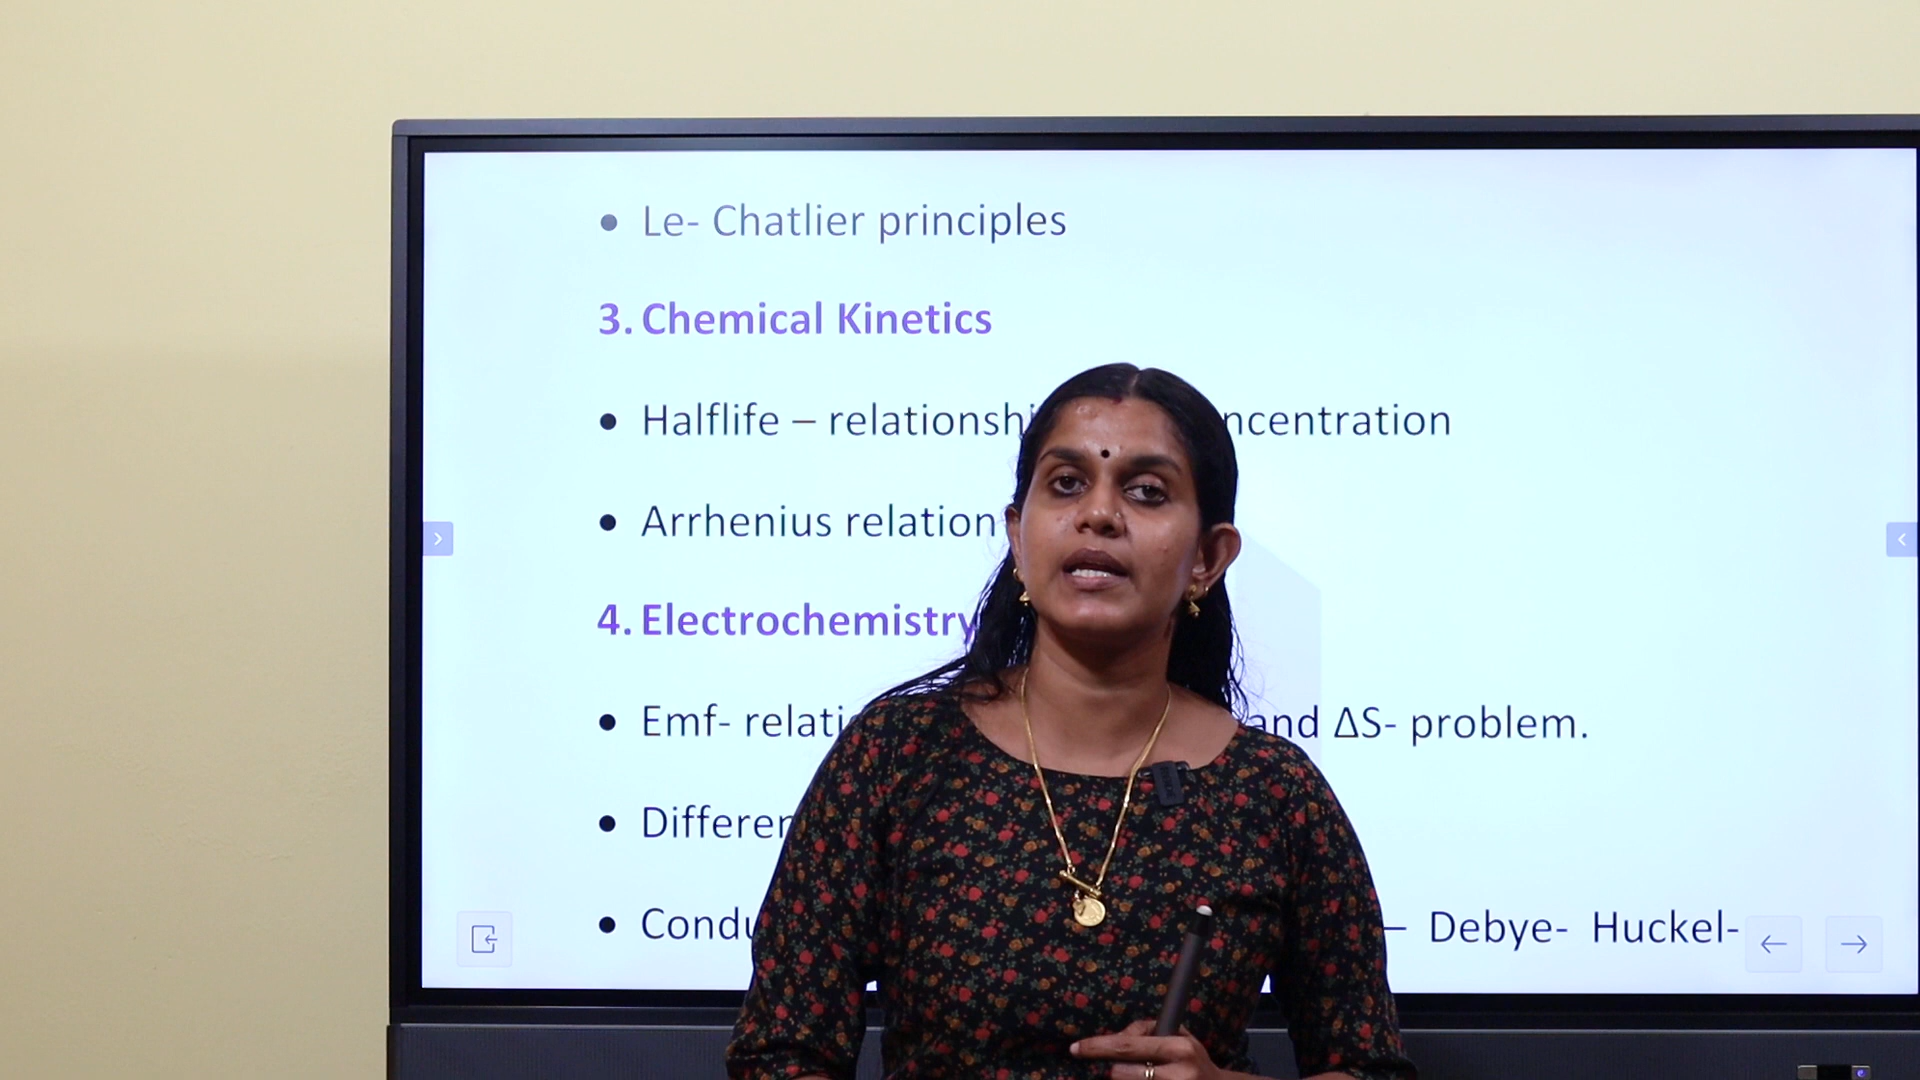 • Le- Chatlier principles
3. Chemical Kinetics
• Halflife – relationshi ncentration
• Arrhenius relation
4. Electrochemistry
• Emf- relati and ΔS- problem.
• Differen
• Condu – Debye- Huckel-